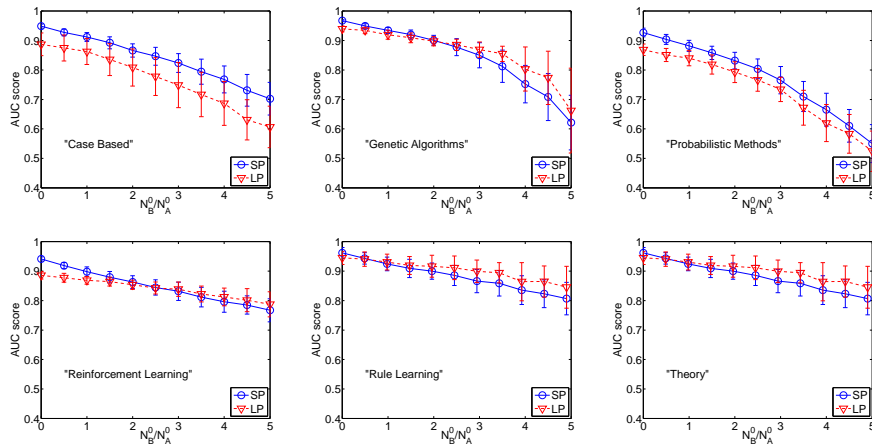 1
0.9
0.8
0.7
0.6
0.5
0.4
AUC score
"Case Based"
SP
LP
0 1 2 3 4 5
N_B^0/N_A^0
1
0.9
0.8
0.7
0.6
0.5
0.4
AUC score
"Genetic Algorithms"
SP
LP
0 1 2 3 4 5
N_B^0/N_A^0
1
0.9
0.8
0.7
0.6
0.5
0.4
AUC score
"Probabilistic Methods"
SP
LP
0 1 2 3 4 5
N_B^0/N_A^0
1
0.9
0.8
0.7
0.6
0.5
0.4
AUC score
"Reinforcement Learning"
SP
LP
0 1 2 3 4 5
N_B^0/N_A^0
1
0.9
0.8
0.7
0.6
0.5
0.4
AUC score
"Rule Learning"
SP
LP
0 1 2 3 4 5
N_B^0/N_A^0
1
0.9
0.8
0.7
0.6
0.5
0.4
AUC score
"Theory"
SP
LP
0 1 2 3 4 5
N_B^0/N_A^0